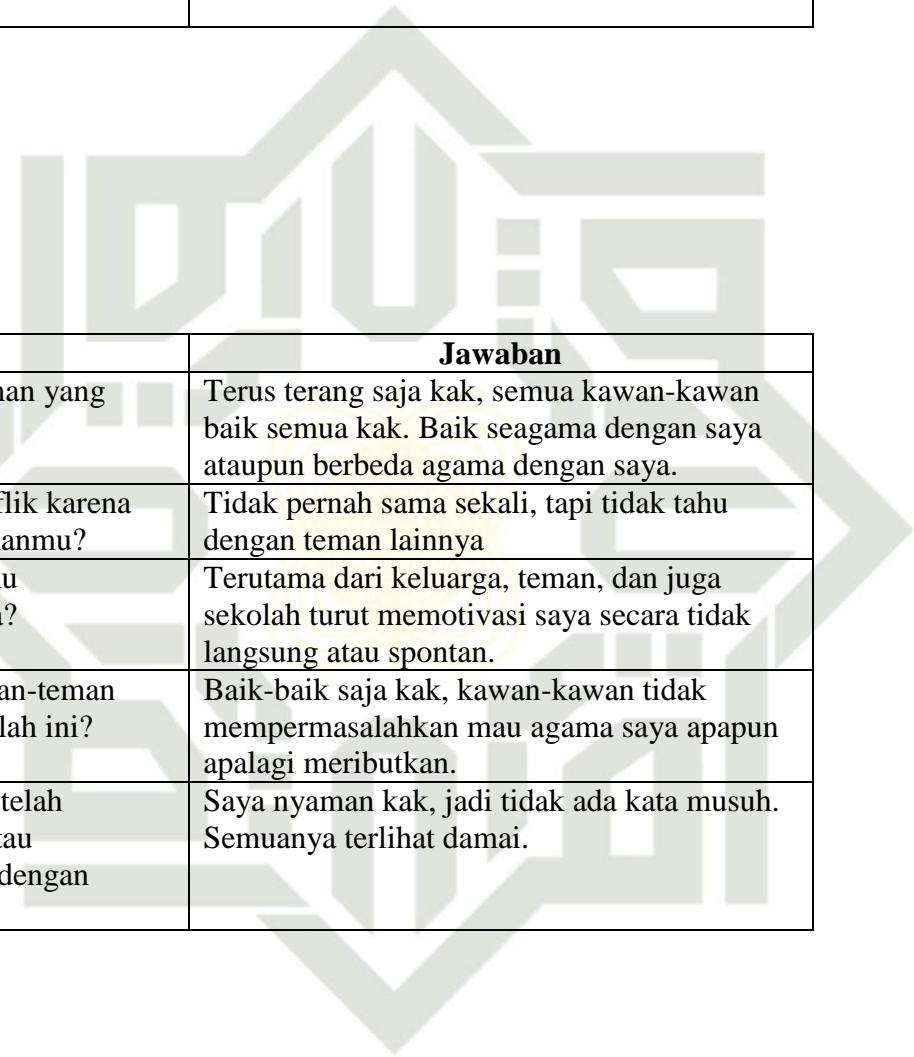 Jawaban
an yang
Terus terang saja kak, semua kawan-kawan
baik semua kak. Baik seagama dengan saya
ataupun berbeda agama dengan saya.
flik karena
anmu?
Tidak pernah sama sekali, tapi tidak tahu
dengan teman lainnya
u
?
Terutama dari keluarga, teman, dan juga
sekolah turut memotivasi saya secara tidak
langsung atau spontan.
an-teman
lah ini?
Baik-baik saja kak, kawan-kawan tidak
mempermasalahkan mau agama saya apapun
apalagi meributkan.
telah
tau
dengan
Saya nyaman kak, jadi tidak ada kata musuh.
Semuanya terlihat damai.